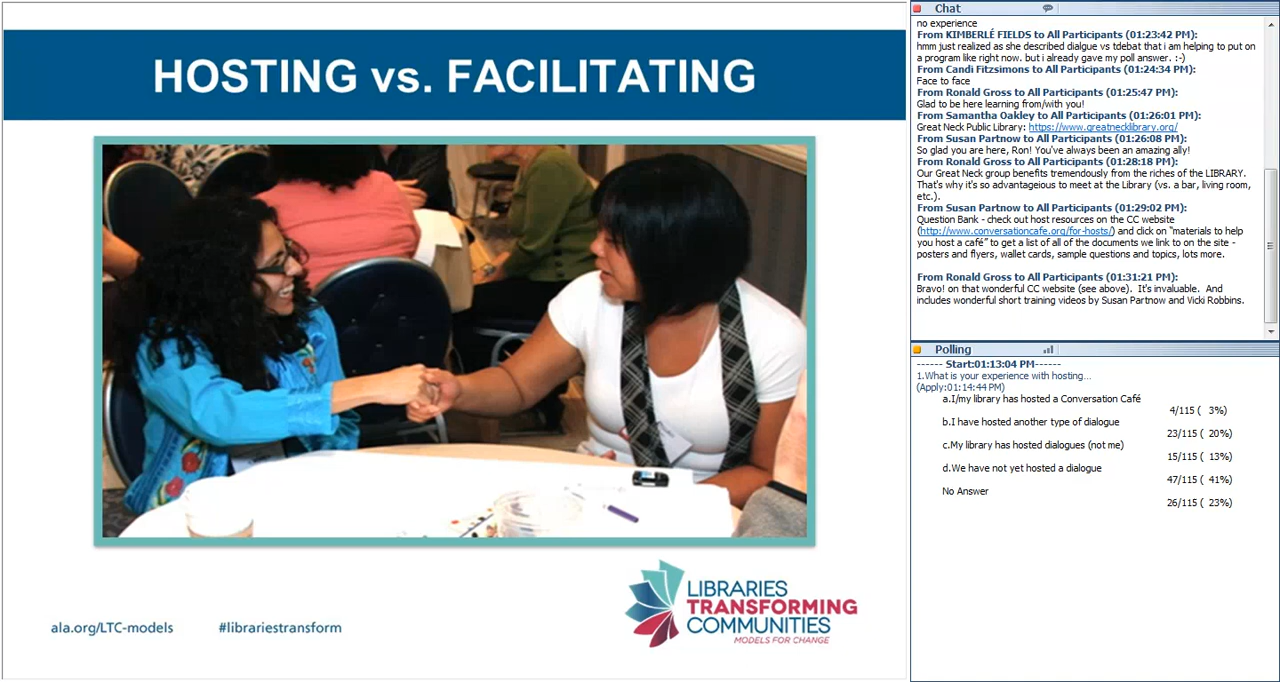 HOSTING vs. FACILITATING
LIBRARIES
TRANSFORMING
COMMUNITIES
MODELS FOR CHANGE
ala.org/LTC-models
#librariestransform
Chat
no experience
From KIMBERLÉ FIELDS to All Participants (01:23:42 PM):
hmm just realized as she described dialgue vs tdebat that i am helping to put on
a program like right now. but i already gave my poll answer. :-)
From Candi Fitzsimons to All Participants (01:24:34 PM):
Face to face
From Ronald Gross to All Participants (01:25:47 PM):
Glad to be here learning from/with you!
From Samantha Oakley to All Participants (01:26:01 PM):
Great Neck Public Library: https://www.greatnecklibrary.org/
From Susan Partnow to All Participants (01:26:08 PM):
So glad you are here, Ron! You've always been an amazing ally!
From Ronald Gross to All Participants (01:28:18 PM):
Our Great Neck group benefits tremendously from the riches of the LIBRARY.
That's why it's so advantageious to meet at the Library (vs. a bar, living room,
etc.).
From Susan Partnow to All Participants (01:29:02 PM):
Question Bank - check out host resources on the CC website
(http://www.conversationcafe.org/for-hosts/) and click on "materials to help
you host a café" to get a list of all of the documents we link to on the site -
posters and flyers, wallet cards, sample questions and topics, lots more.
From Ronald Gross to All Participants (01:31:21 PM):
Bravo! on that wonderful CC website (see above). It's invaluable. And
includes wonderful short training videos by Susan Partnow and Vicki Robbins.
Polling
------ Start:01:13:04 PM------
1.What is your experience with hosting...
(Apply:01:14:44 PM)
a.I/my library has hosted a Conversation Café
4/115 ( 3%)
b.I have hosted another type of dialogue
23/115 ( 20%)
c.My library has hosted dialogues (not me)
15/115 ( 13%)
d.We have not yet hosted a dialogue
47/115 ( 41%)
No Answer
26/115 ( 23%)